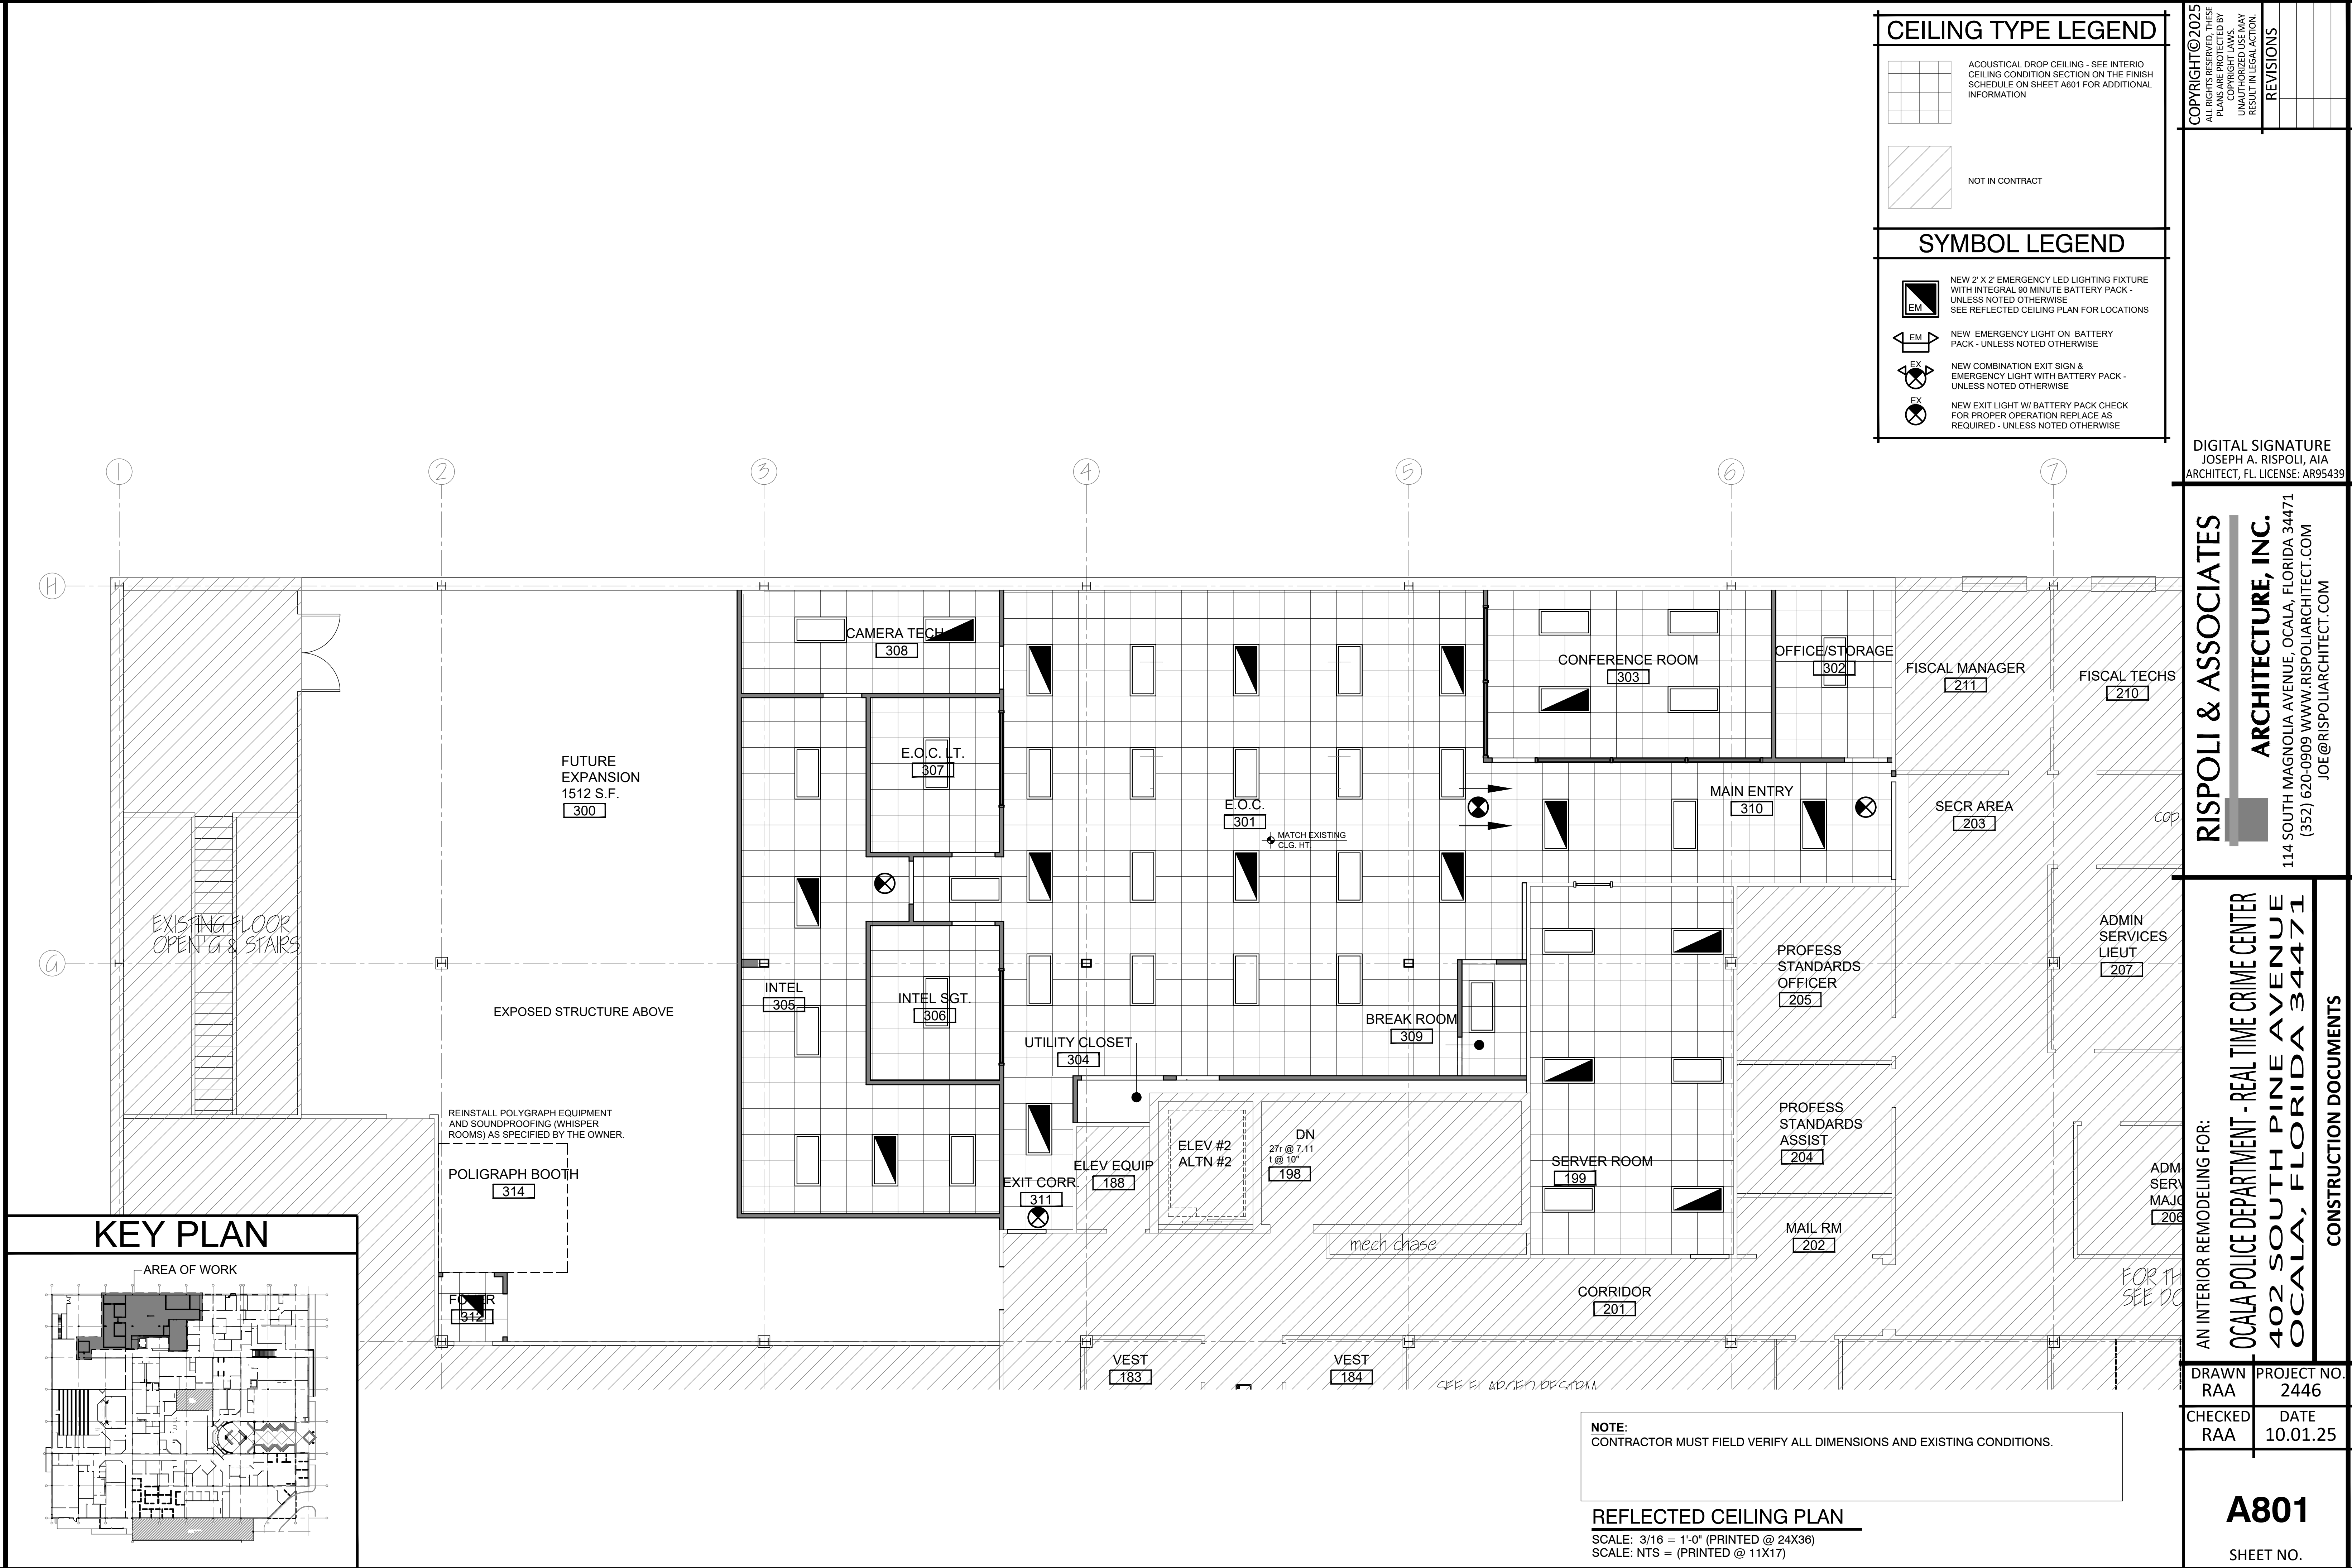 CEILING TYPE LEGEND
ACOUSTICAL DROP CEILING - SEE INTERIO
CEILING CONDITION SECTION ON THE FINISH
SCHEDULE ON SHEET A601 FOR ADDITIONAL
INFORMATION
NOT IN CONTRACT
SYMBOL LEGEND
EM
NEW 2' X 2' EMERGENCY LED LIGHTING FIXTURE
WITH INTEGRAL 90 MINUTE BATTERY PACK -
UNLESS NOTED OTHERWISE
SEE REFLECTED CEILING PLAN FOR LOCATIONS
EM
NEW EMERGENCY LIGHT ON BATTERY
PACK - UNLESS NOTED OTHERWISE
EX
NEW COMBINATION EXIT SIGN &
EMERGENCY LIGHT WITH BATTERY PACK -
UNLESS NOTED OTHERWISE
EX
NEW EXIT LIGHT W/ BATTERY PACK CHECK
FOR PROPER OPERATION REPLACE AS
REQUIRED - UNLESS NOTED OTHERWISE
1
2
3
4
5
6
7
H
G
CAMERA TECH
308
CONFERENCE ROOM
303
OFFICE/STORAGE
302
FISCAL MANAGER
211
FISCAL TECHS
210
FUTURE
EXPANSION
1512 S.F.
300
E.O.C. LT.
307
E.O.C.
301
MATCH EXISTING
CLG. HT.
MAIN ENTRY
310
SECR AREA
203
EXISTING FLOOR
OPEN'G & STAIRS
PROFESS
STANDARDS
OFFICER
205
ADMIN
SERVICES
LIEUT
207
INTEL
305
INTEL SGT.
306
EXPOSED STRUCTURE ABOVE
BREAK ROOM
309
UTILITY CLOSET
304
REINSTALL POLYGRAPH EQUIPMENT
AND SOUNDPROOFING (WHISPER
ROOMS) AS SPECIFIED BY THE OWNER.
POLIGRAPH BOOTH
314
EXIT CORR.
311
ELEV EQUIP
188
ELEV #2
ALTN #2
DN
27r @ 7.11
t @ 10"
198
SERVER ROOM
199
PROFESS
STANDARDS
ASSIST
204
MAIL RM
202
206
mech chase
CORRIDOR
201
312
VEST
183
VEST
184
KEY PLAN
AREA OF WORK
NOTE:
CONTRACTOR MUST FIELD VERIFY ALL DIMENSIONS AND EXISTING CONDITIONS.
REFLECTED CEILING PLAN
SCALE: 3/16 = 1'-0" (PRINTED @ 24X36)
SCALE: NTS = (PRINTED @ 11X17)
COPYRIGHT©2025
ALL RIGHTS RESERVED, THESE
PLANS ARE PROTECTED BY
COPYRIGHT LAWS.
UNAUTHORIZED USE MAY
RESULT IN LEGAL ACTION.
REVISIONS
DIGITAL SIGNATURE
JOSEPH A. RISPOLI, AIA
ARCHITECT, FL. LICENSE: AR95439
RISPOLI & ASSOCIATES
ARCHITECTURE, INC.
114 SOUTH MAGNOLIA AVENUE, OCALA, FLORIDA 34471
(352) 620-0909 WWW.RISPOLIARCHITECT.COM
JOE@RISPOLIARCHITECT.COM
AN INTERIOR REMODELING FOR:
OCALA POLICE DEPARTMENT - REAL TIME CRIME CENTER
402 SOUTH PINE AVENUE
OCALA, FLORIDA 34471
CONSTRUCTION DOCUMENTS
DRAWN
RAA
PROJECT NO.
2446
CHECKED
RAA
DATE
10.01.25
A801
SHEET NO.